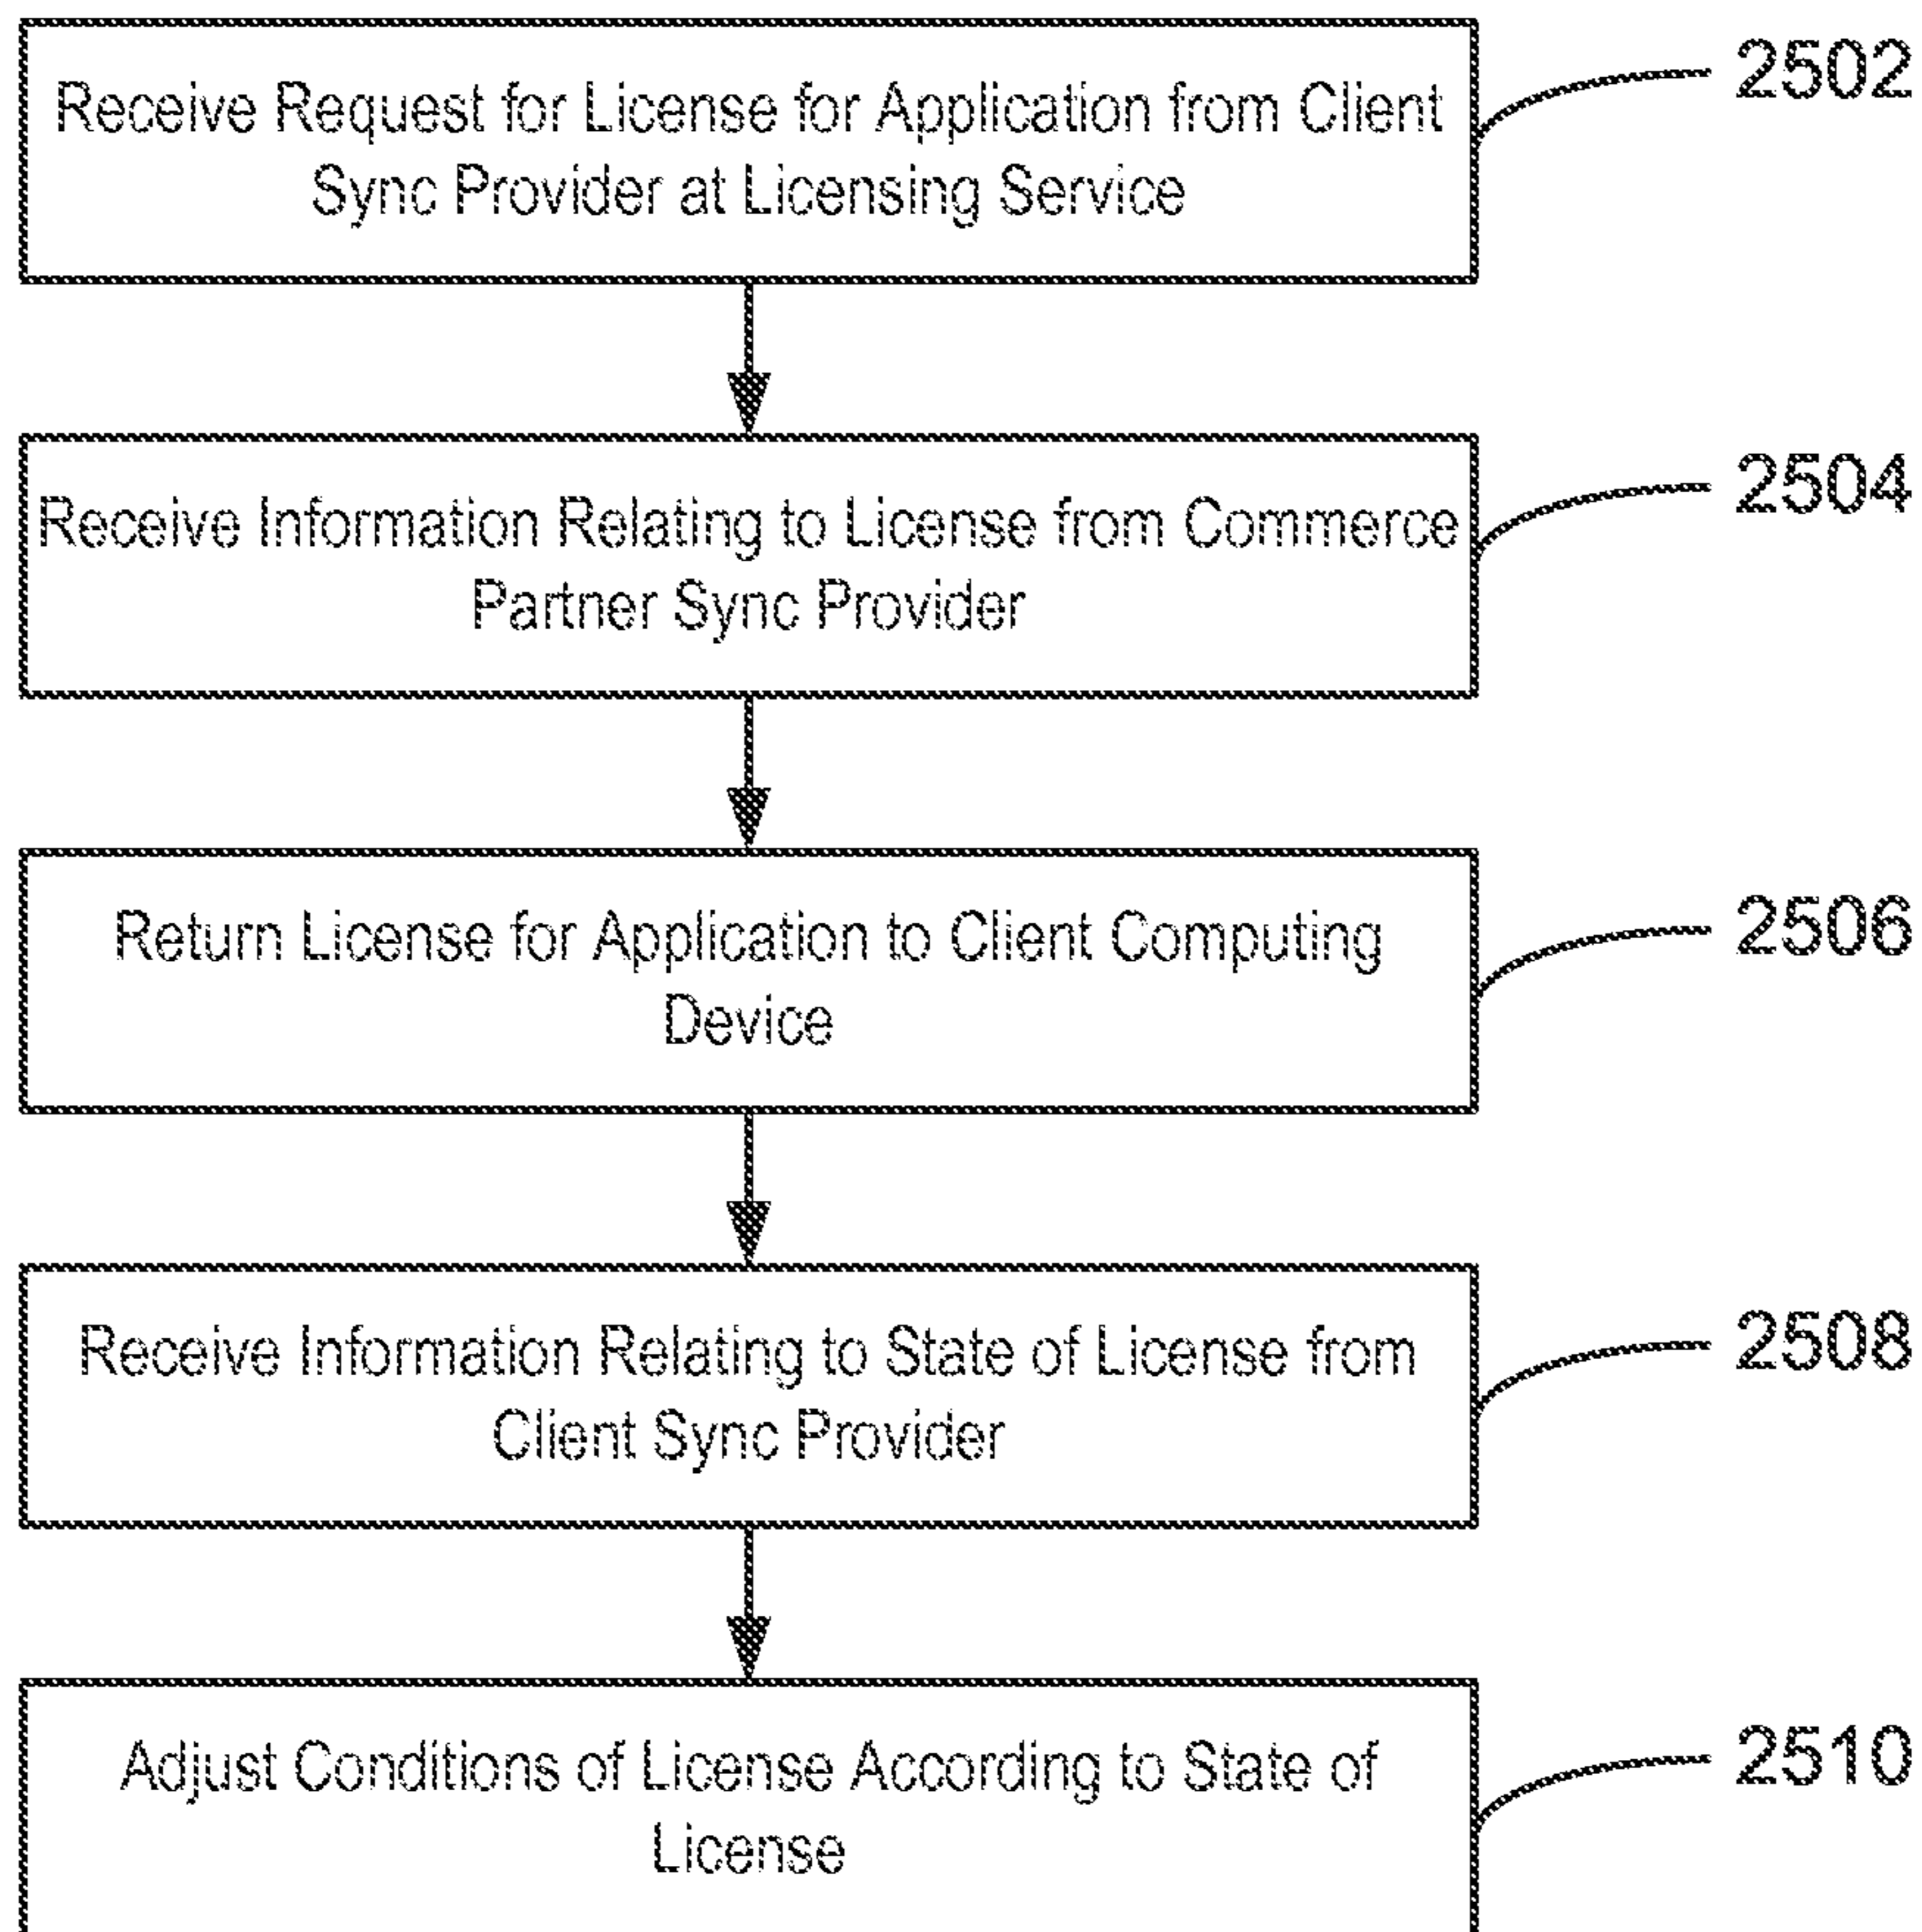 Receive Request for License for Application from Client
Sync Provider at Licensing Service
2502
Receive Information Relating to License from Commerce
Partner Sync Provider
2504
Return License for Application to Client Computing
Device
2506
Receive Information Relating to State of License from
Client Sync Provider
2508
Adjust Conditions of License According to State of
License
2510